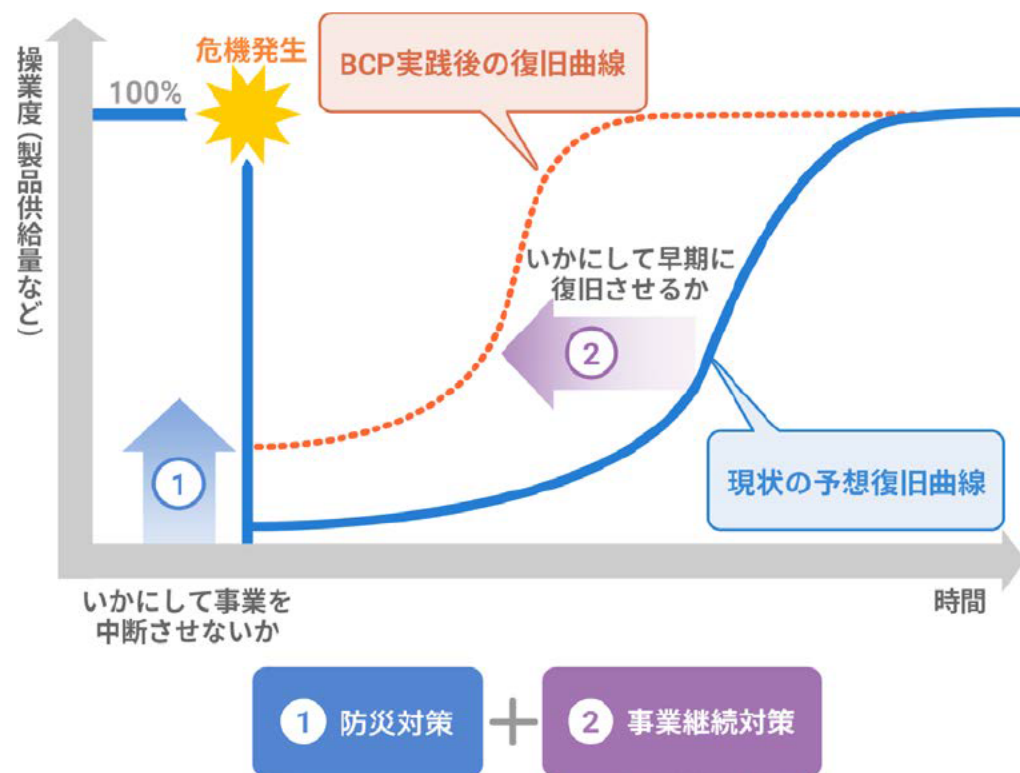 操業度(製品供給量など)
100%
危機発生
BCP実践後の復旧曲線
いかにして早期に
復旧させるか
2
1
現状の予想復旧曲線
いかにして事業を
中断させないか
時間
1 防災対策
+
2 事業継続対策